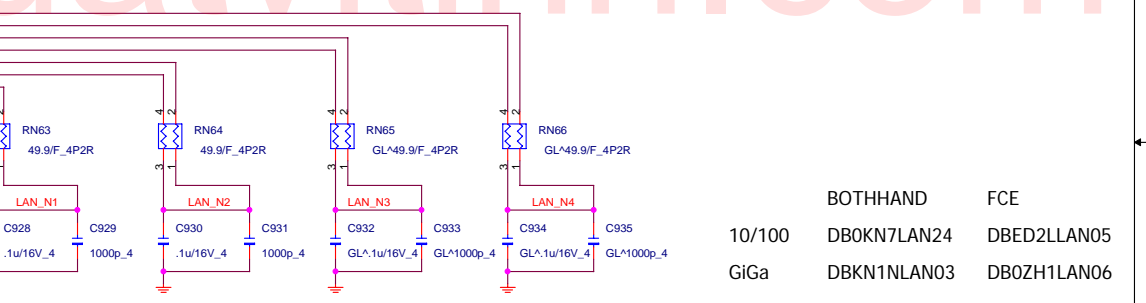 4 2 4 2 4 2
RN63 RN64 RN65 RN66
49.9/F_4P2R 49.9/F_4P2R GL^49.9/F_4P2R GL^49.9/F_4P2R
1 3 1 3 1 3 1
LAN_N1 LAN_N2 LAN_N3 LAN_N4
BOTHHAND FCE
C928 C929 C930 C931 C932 C933 C934 C935
10/100 DB0KN7LAN24 DBED2LLAN05
.1u/16V_4 1000p_4 .1u/16V_4 1000p_4 GL^.1u/16V_4 GL^1000p_4 GL^.1u/16V_4 GL^1000p_4
GiGa DBKN1NLAN03 DB0ZH1LAN06